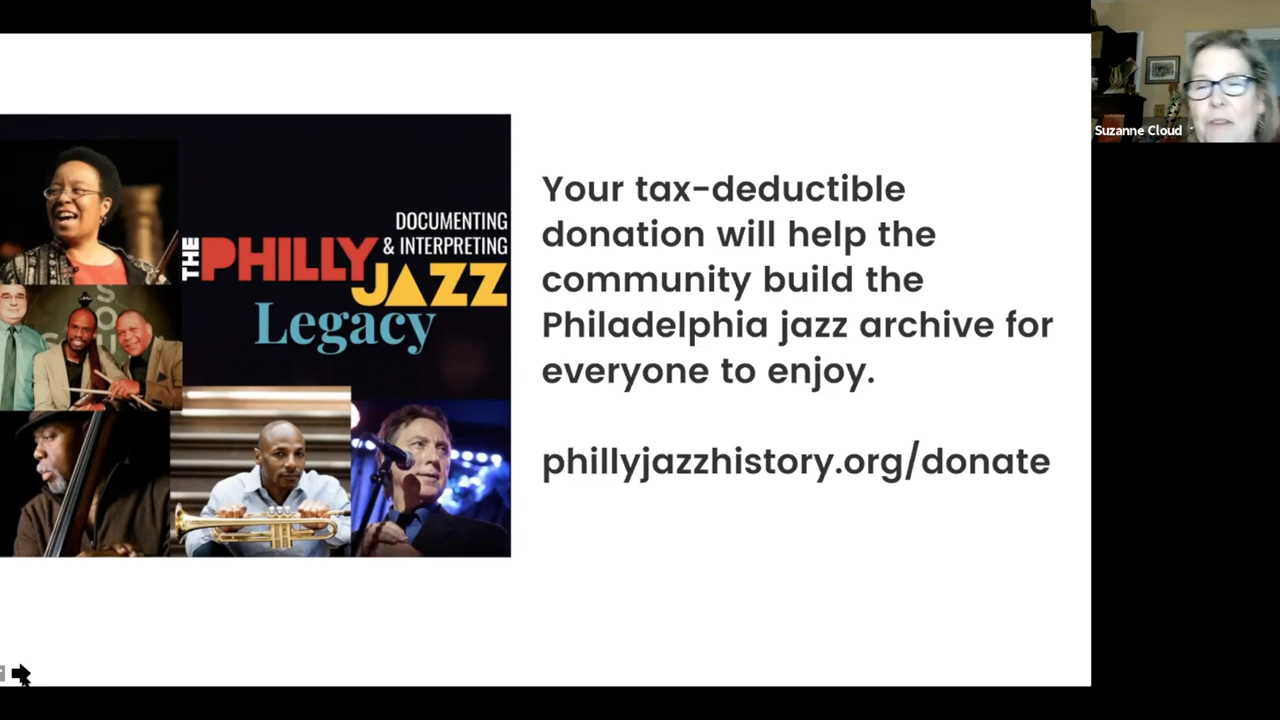 DOCUMENTING
& INTERPRETING
THE PHILLY
JAZZ
Legacy
Your tax-deductible
donation will help the
community build the
Philadelphia jazz archive for
everyone to enjoy.
phillyjazzhistory.org/donate
Suzanne Cloud